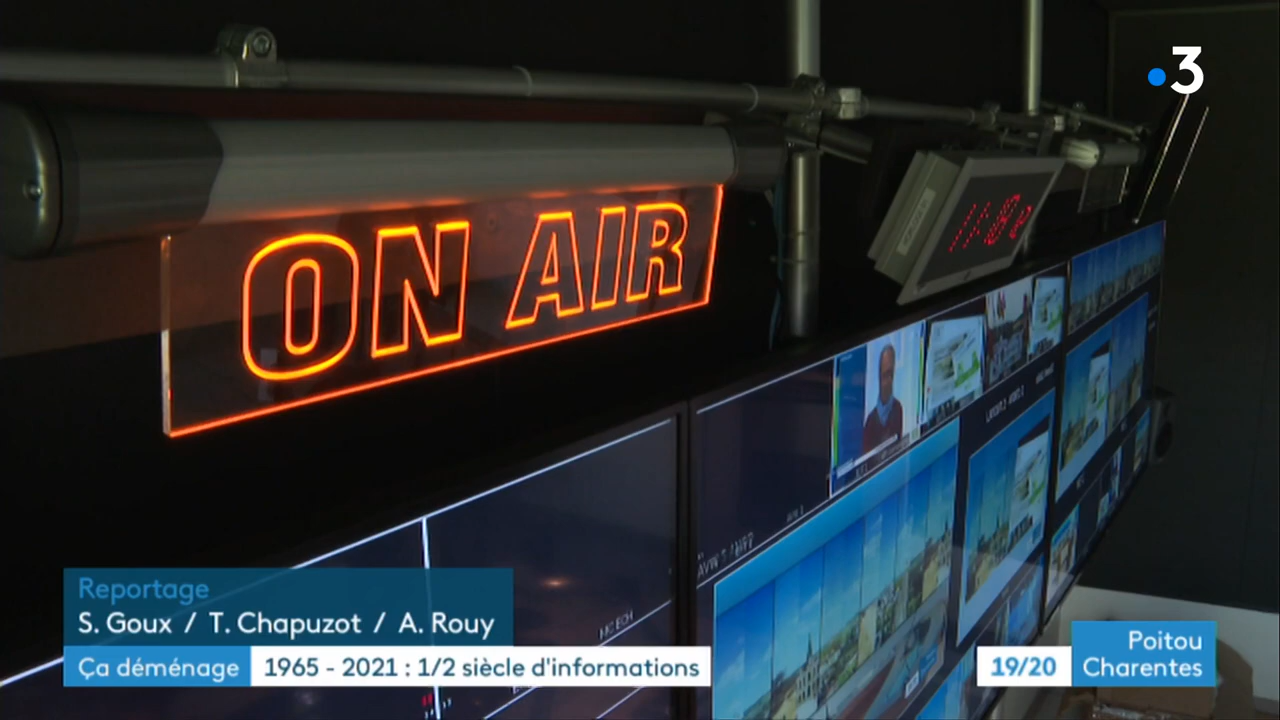 3
ON AIR
Reportage
S. Goux / T. Chapuzot / A. Rouy
Ça déménage
1965 - 2021 : 1/2 siècle d'informations
19/20
Poitou
Charentes